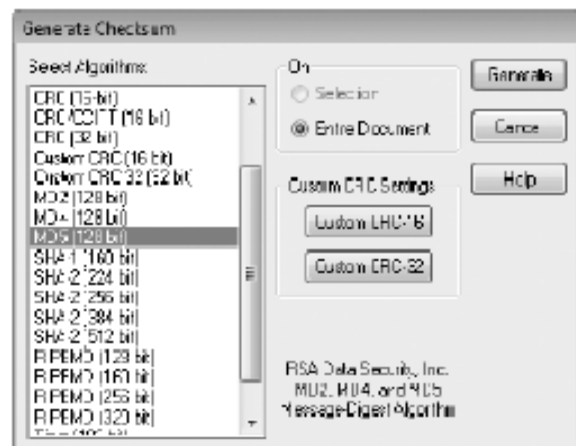 Generate Checksum
Select Algorithms:
CRC (16-bit)
CRC/CCITT (16 bit)
CRC (32 bit)
Custom CRC (16 bit)
Custom CRC 32 (32 bit)
MD2 (128 bit)
MD4 (128 bit)
MD5 (128 bit)
SHA-1 (160 bit)
SHA-2 (224 bit)
SHA-2 (256 bit)
SHA-2 (384 bit)
SHA-2 (512 bit)
RIPEMD (128 bit)
RIPEMD (160 bit)
RIPEMD (256 bit)
RIPEMD (320 bit)
On
Selection
Entire Document
Custom CRC Settings
Custom CRC-16
Custom CRC-32
RSA Data Security, Inc.
MD2, MD4, and MD5
Message-Digest Algorithm
Generate
Cancel
Help